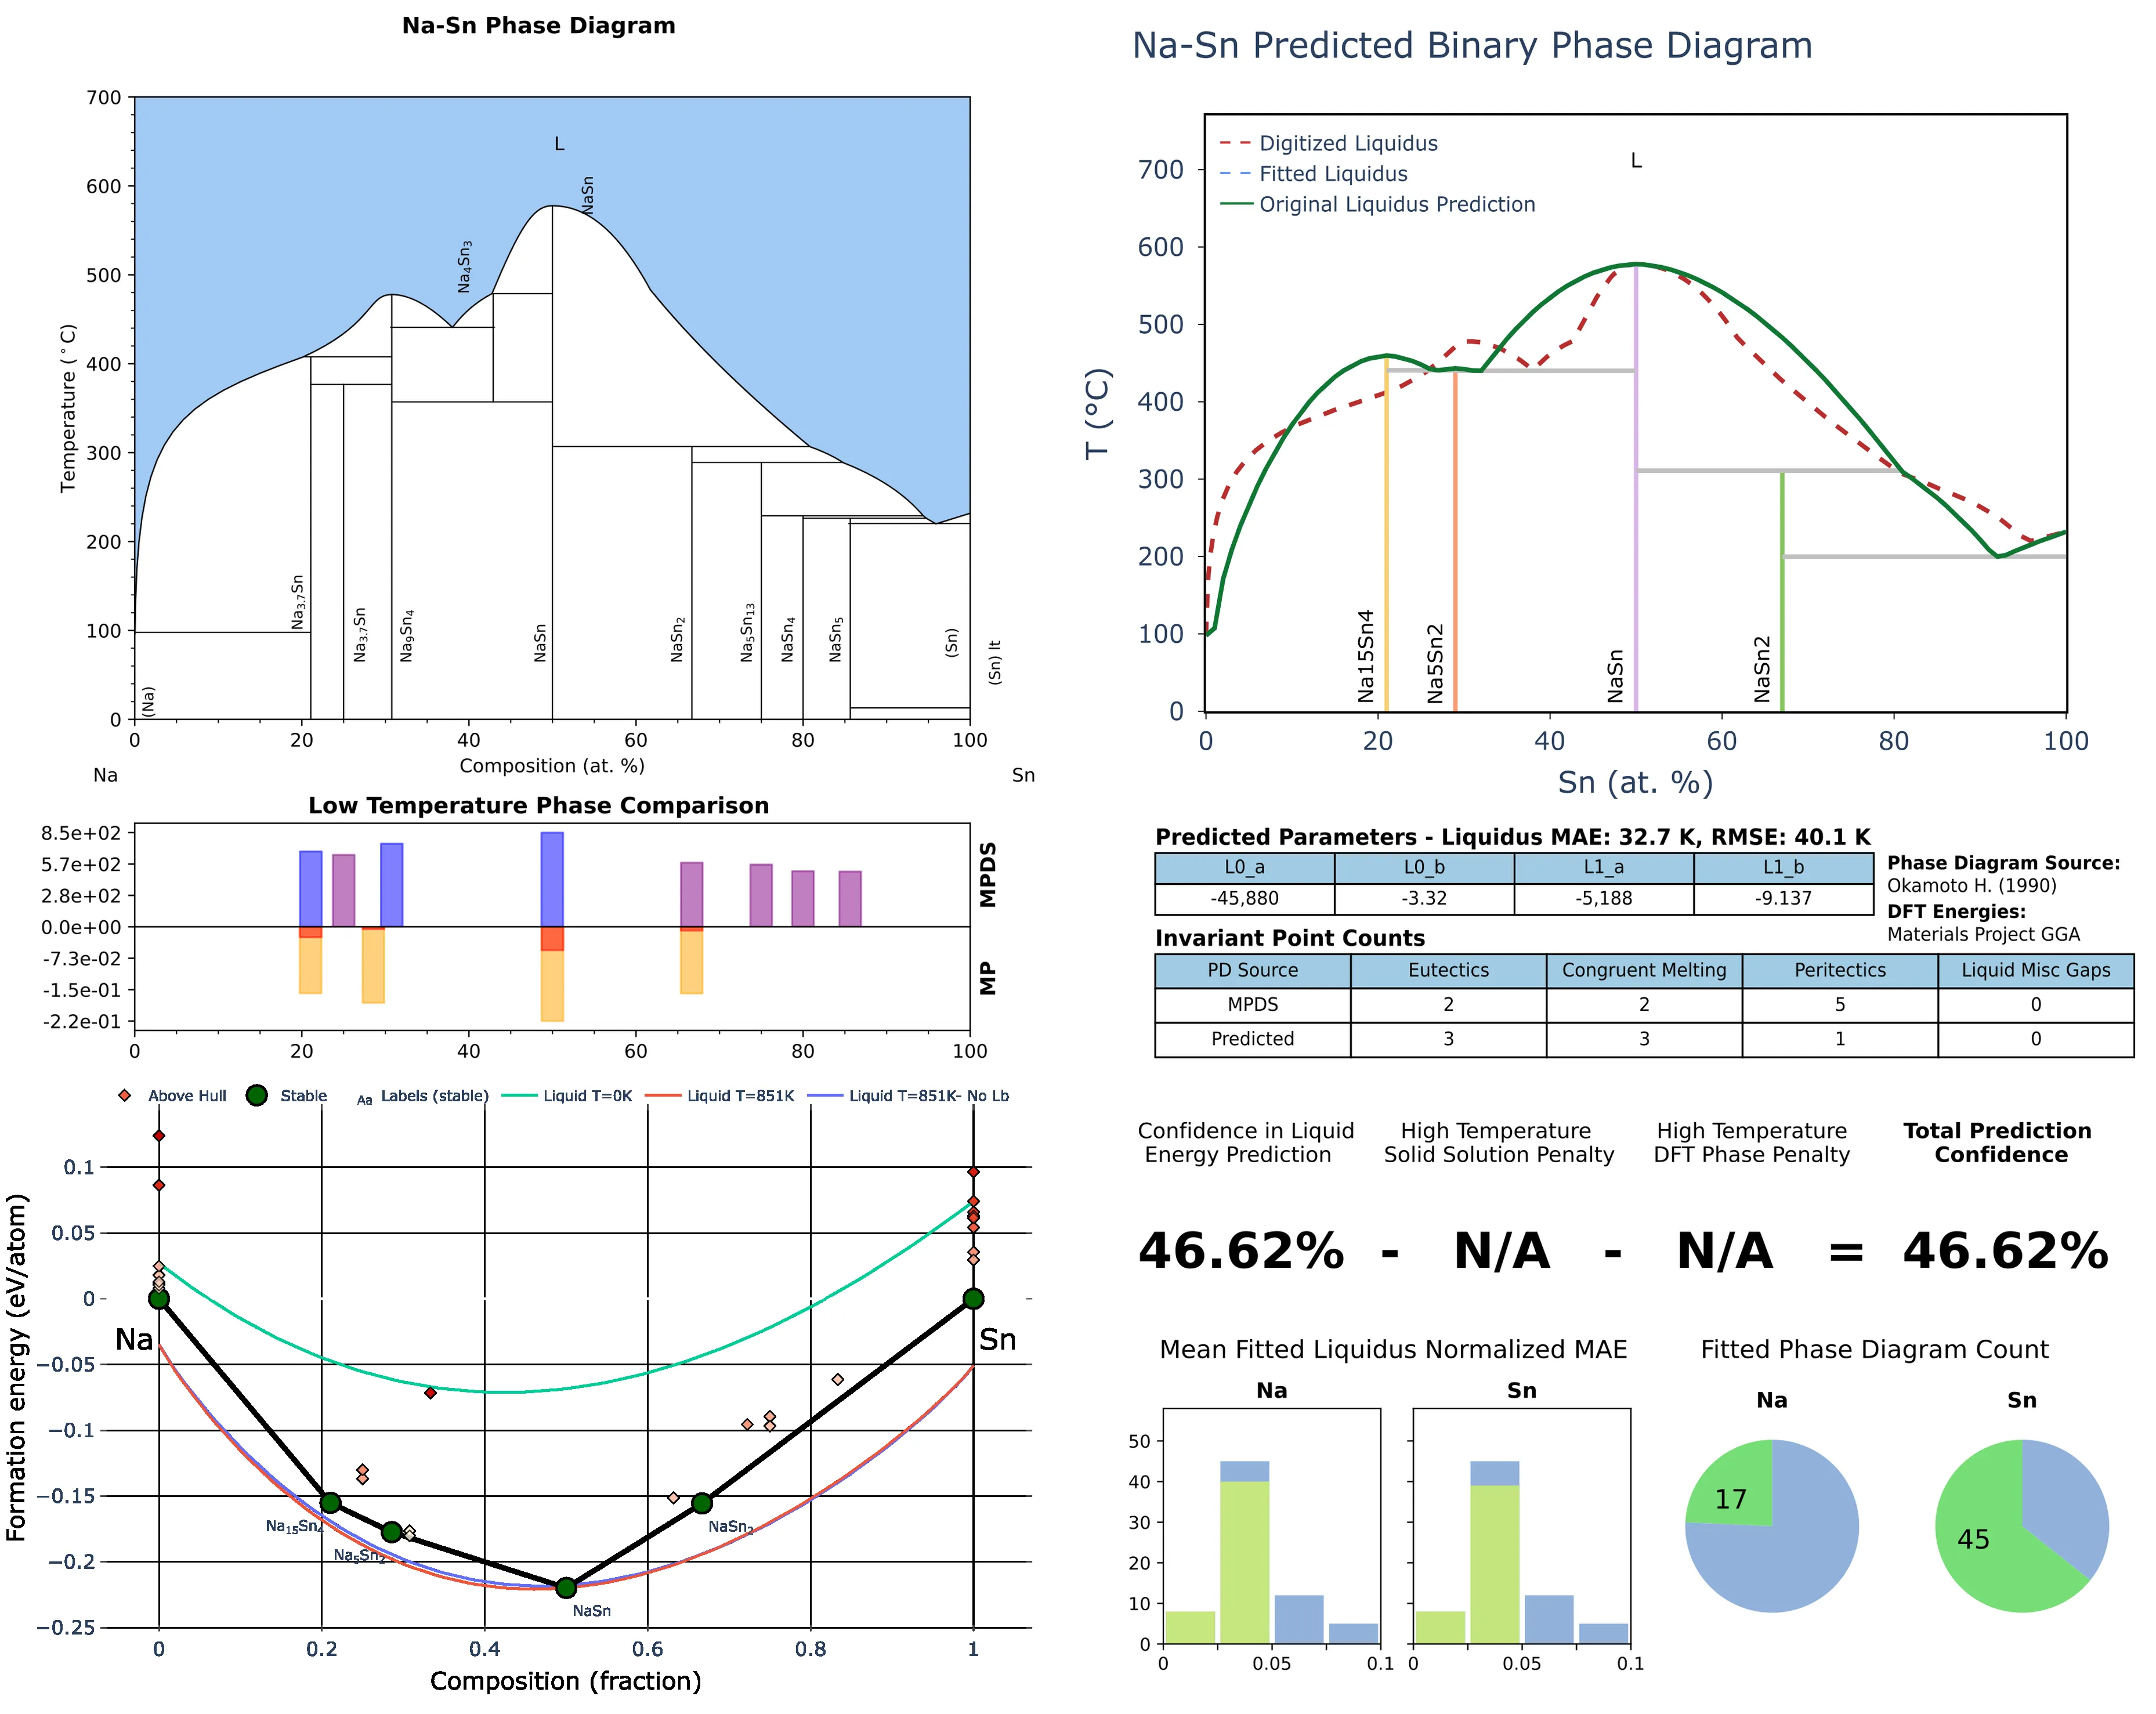 Na-Sn Phase Diagram
700
600
500
400
300
200
100
0
Temperature (°C)
L
NaSn
Na4Sn3
Na3.7Sn
Na3.7Sn
Na9Sn4
NaSn
NaSn2
Na5Sn13
NaSn4
NaSn5
(Na)
(Sn)
(Sn) lt
0 20 40 60 80 100
Na Composition (at. %) Sn
Low Temperature Phase Comparison
8.5e+02
5.7e+02
2.8e+02
0.0e+00
-7.3e-02
-1.5e-01
-2.2e-01
MPDS
MP
0 20 40 60 80 100
Above Hull Stable Aa Labels (stable) Liquid T=0K Liquid T=851K Liquid T=851K- No Lb
0.1
0.05
0
−0.05
−0.1
−0.15
−0.2
−0.25
Formation energy (eV/atom)
Na
Sn
Na15Sn4
Na5Sn2
NaSn
NaSn2
0 0.2 0.4 0.6 0.8 1
Composition (fraction)
Na-Sn Predicted Binary Phase Diagram
Digitized Liquidus
Fitted Liquidus
Original Liquidus Prediction
L
700
600
500
400
300
200
100
0
T (°C)
Na15Sn4
Na5Sn2
NaSn
NaSn2
0 20 40 60 80 100
Sn (at. %)
Predicted Parameters - Liquidus MAE: 32.7 K, RMSE: 40.1 K
L0_a L0_b L1_a L1_b
-45,880 -3.32 -5,188 -9.137
Phase Diagram Source:
Okamoto H. (1990)
DFT Energies:
Materials Project GGA
Invariant Point Counts
PD Source Eutectics Congruent Melting Peritectics Liquid Misc Gaps
MPDS 2 2 5 0
Predicted 3 3 1 0
Confidence in Liquid
Energy Prediction
High Temperature
Solid Solution Penalty
High Temperature
DFT Phase Penalty
Total Prediction
Confidence
46.62% - N/A - N/A = 46.62%
Mean Fitted Liquidus Normalized MAE
Na
Sn
50
40
30
20
10
0
0 0.05 0.1
0 0.05 0.1
Fitted Phase Diagram Count
Na
Sn
17
45